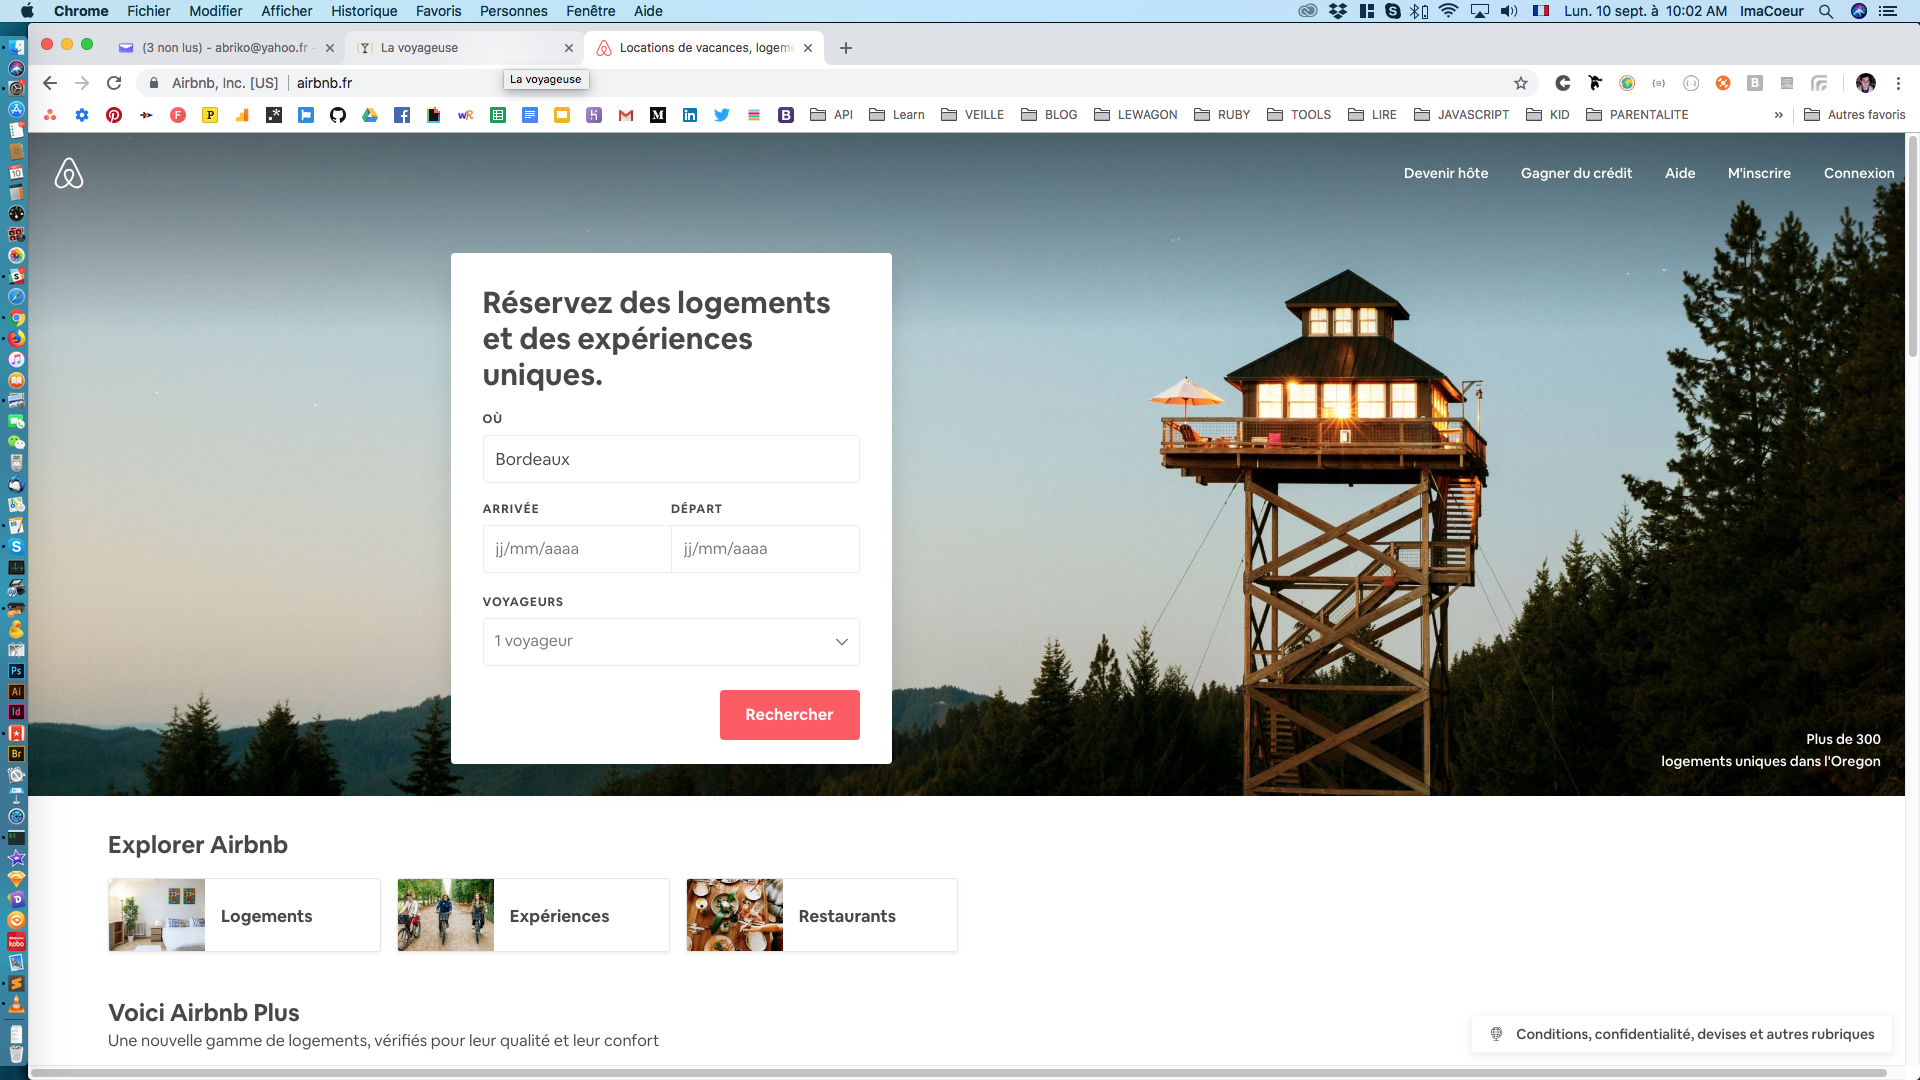 Chrome Fichier Modifier Afficher Historique Favoris Personnes Fenêtre Aide Lun. 10 sept. à 10:02 AM ImaCoeur
(3 non lus) - abriko@yahoo.fr - La voyageuse Locations de vacances, logeme
Airbnb, Inc. [US] airbnb.fr
La voyageuse
API Learn VEILLE BLOG LEWAGON RUBY TOOLS LIRE JAVASCRIPT KID PARENTALITE » Autres favoris
Devenir hôte Gagner du crédit Aide M'inscrire Connexion
Réservez des logements
et des expériences
uniques.
OÙ
Bordeaux
ARRIVÉE DÉPART
jj/mm/aaaa jj/mm/aaaa
VOYAGEURS
1 voyageur
Rechercher
Plus de 300
logements uniques dans l'Oregon
Explorer Airbnb
Logements Expériences Restaurants
Voici Airbnb Plus
Une nouvelle gamme de logements, vérifiés pour leur qualité et leur confort
Conditions, confidentialité, devises et autres rubriques